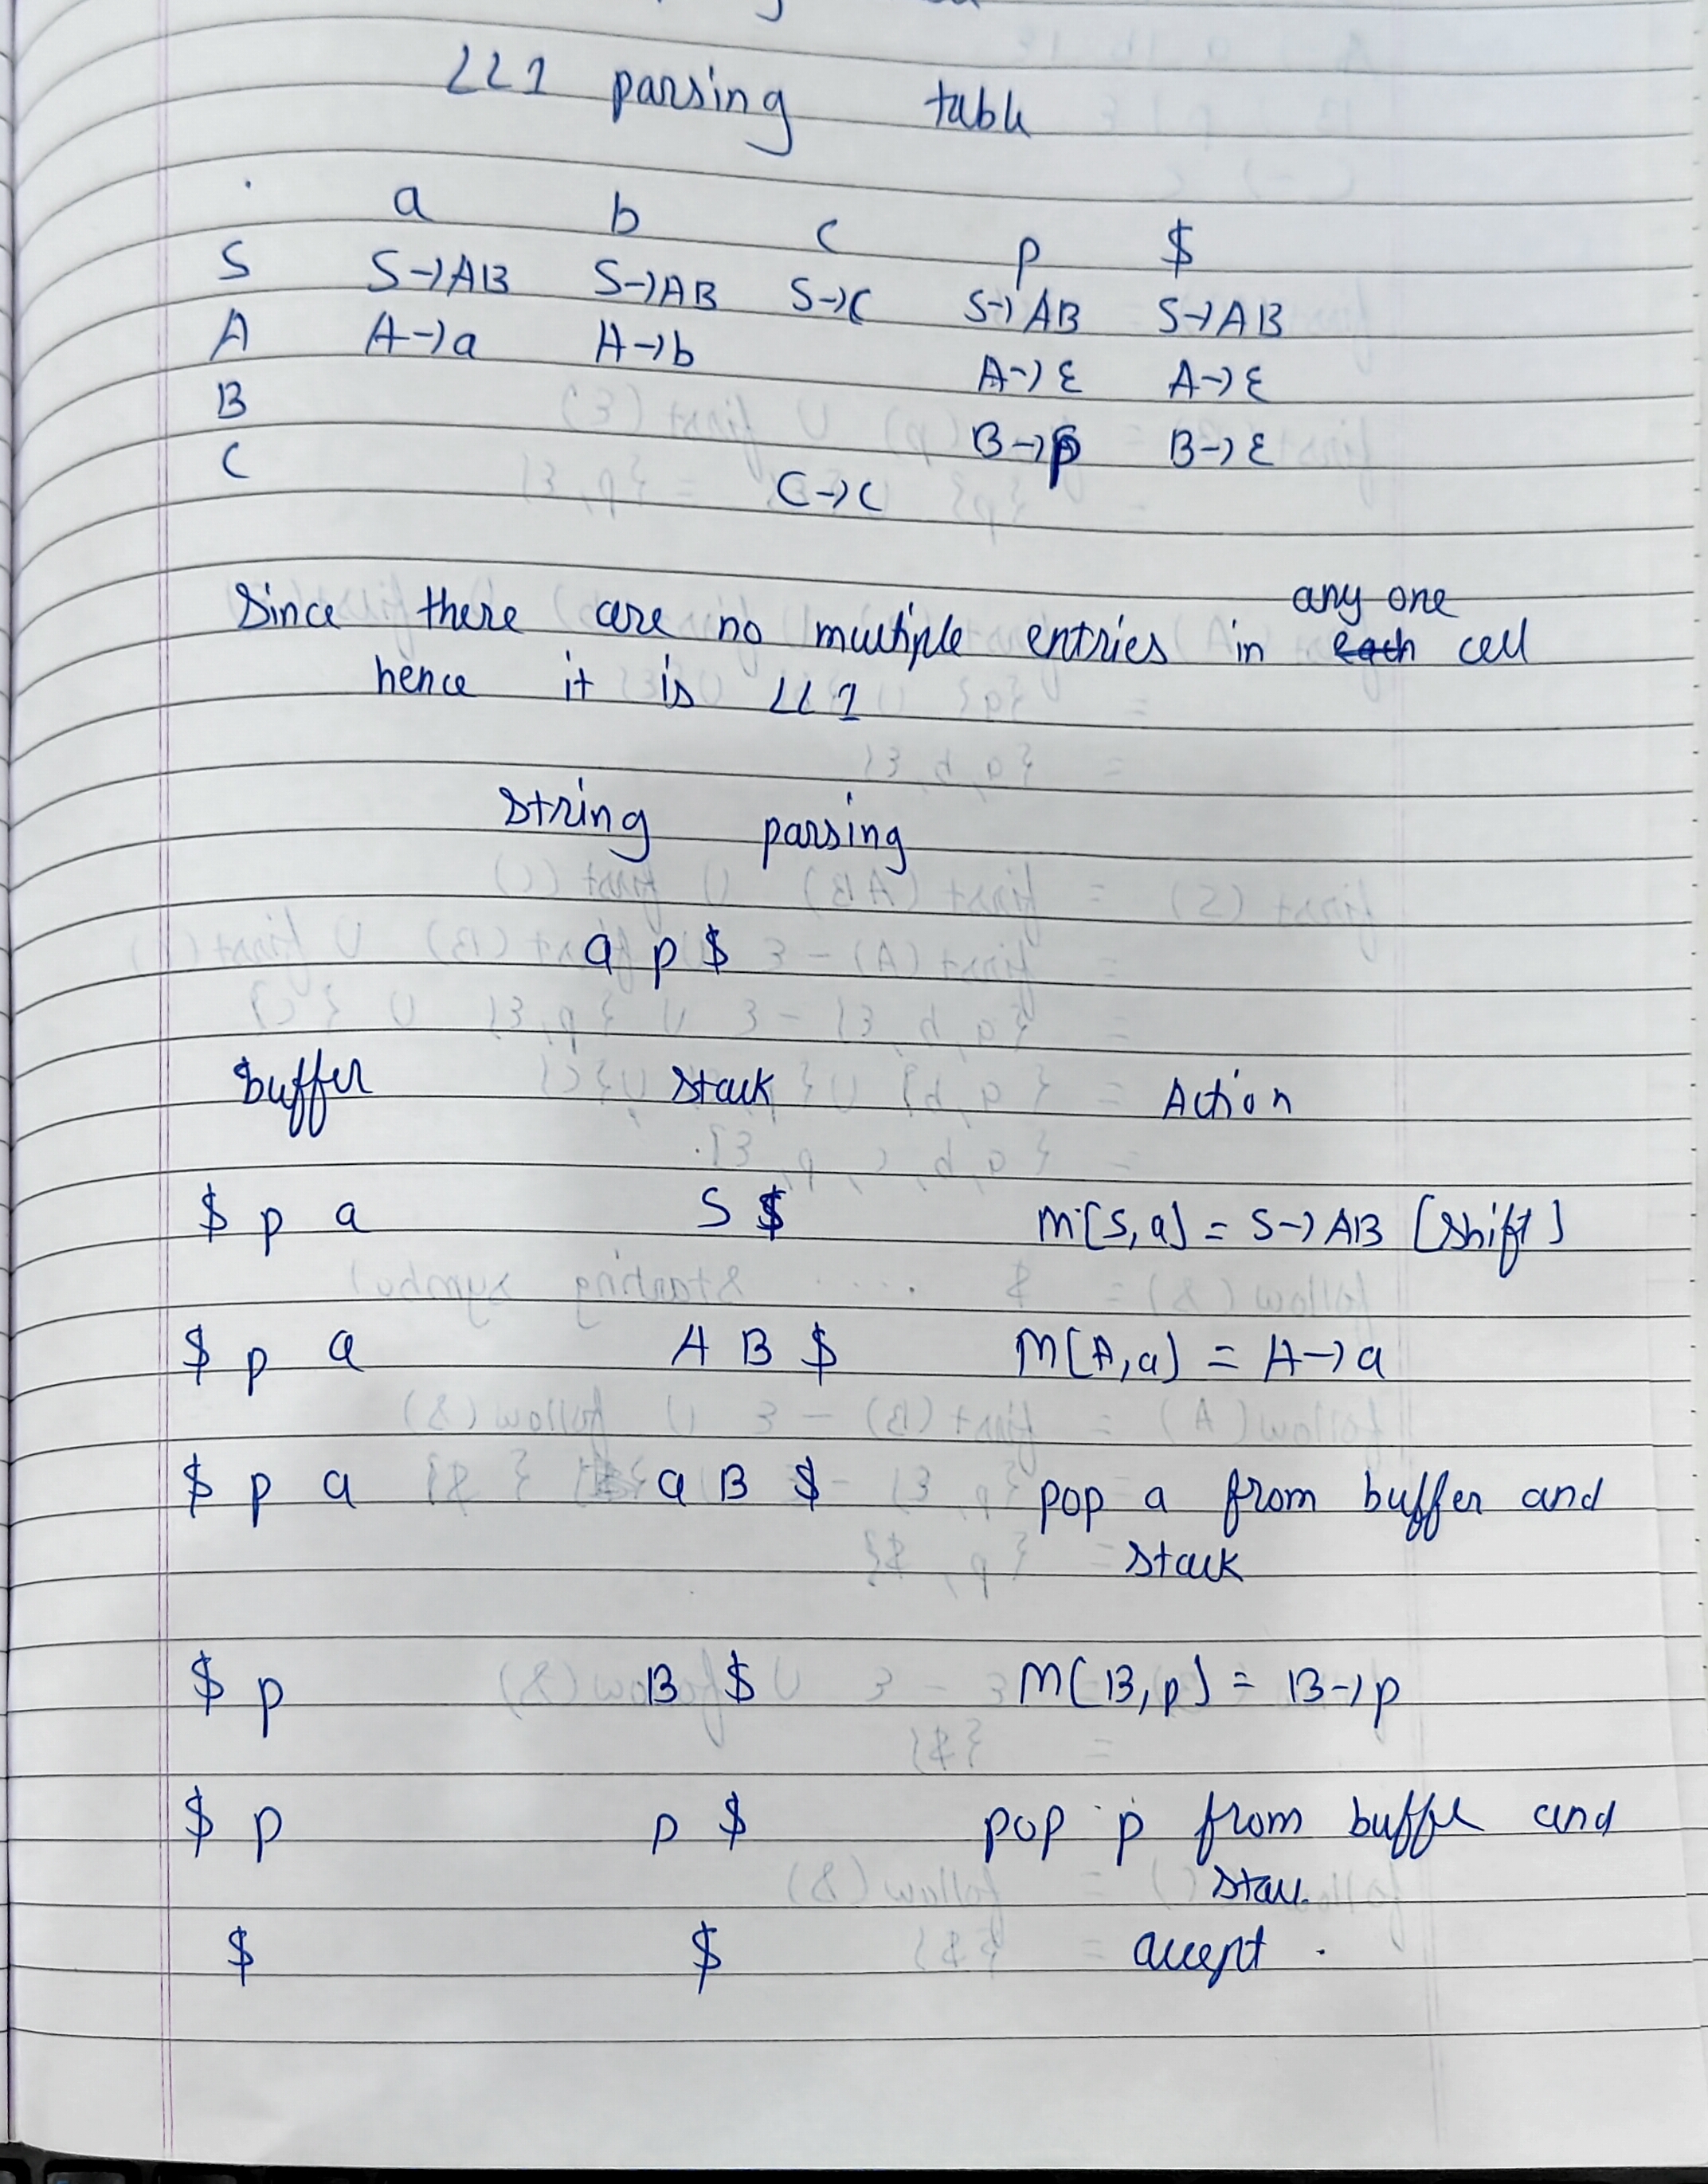 LL1 parsing table
a b c p $
S S→AB S→AB S→C S→AB S→AB
A A→a A→b A→ε A→ε
B B→p B→ε
C C→c
any one
Since there are no multiple entries in each cell
hence it is LL1
String parsing
a p $
buffer stack Action
$ p a S $ M[S,a] = S→AB [Shift]
$ p a A B $ M[A,a] = A→a
$ p a a B $ pop a from buffer and
stack
$ p B $ M[B,p] = B→p
$ p p $ pop p from buffer and
stack
$ $ accept .